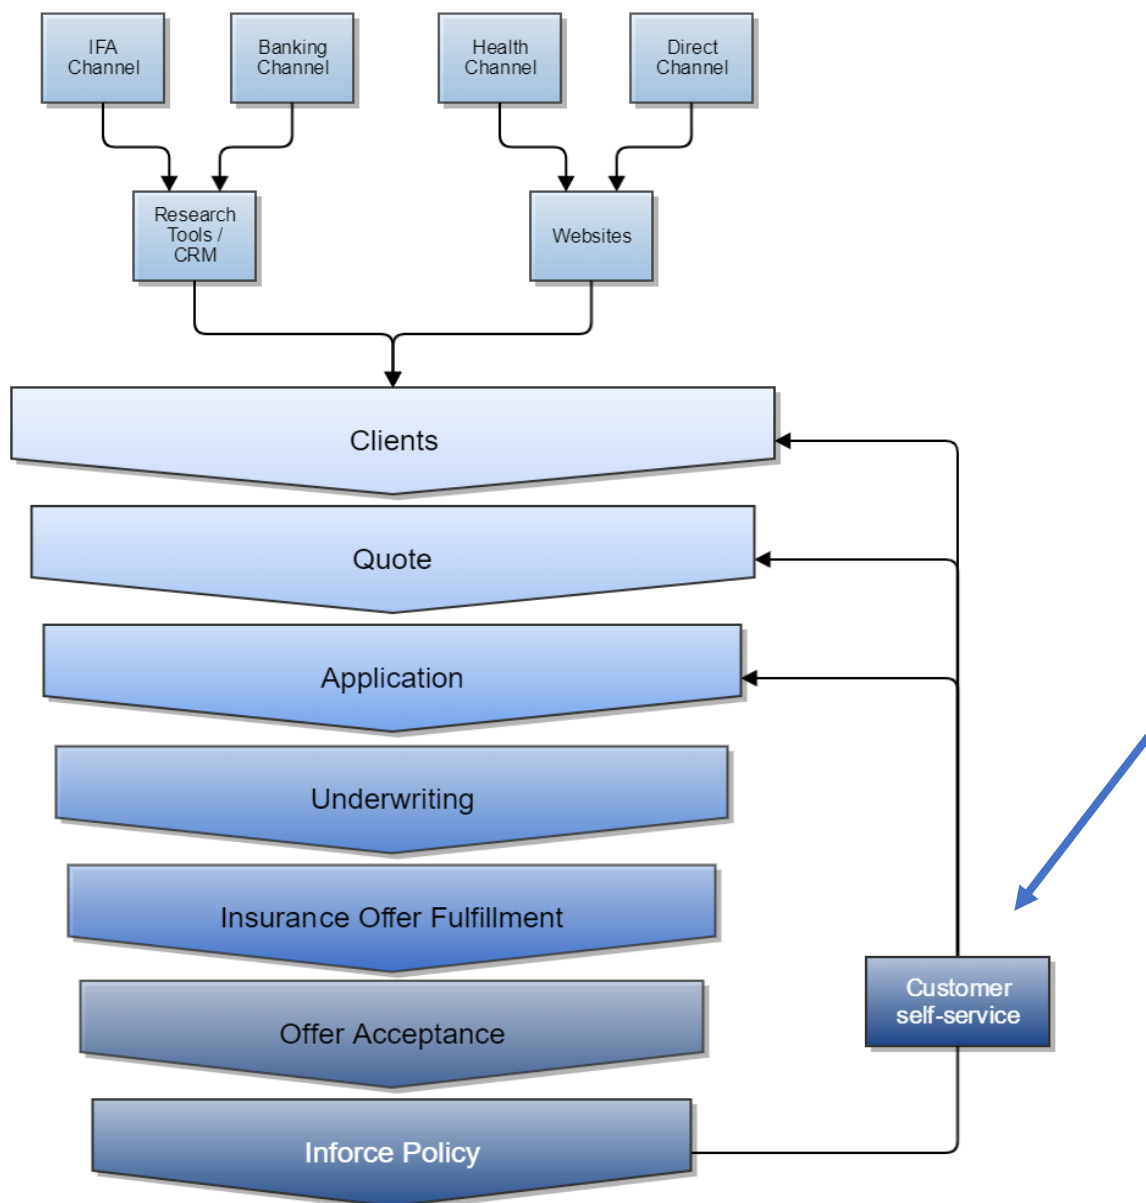 IFA
Channel
Banking
Channel
Health
Channel
Direct
Channel
Research
Tools /
CRM
Websites
Clients
Quote
Application
Underwriting
Insurance Offer Fulfillment
Offer Acceptance
Customer
self-service
Inforce Policy